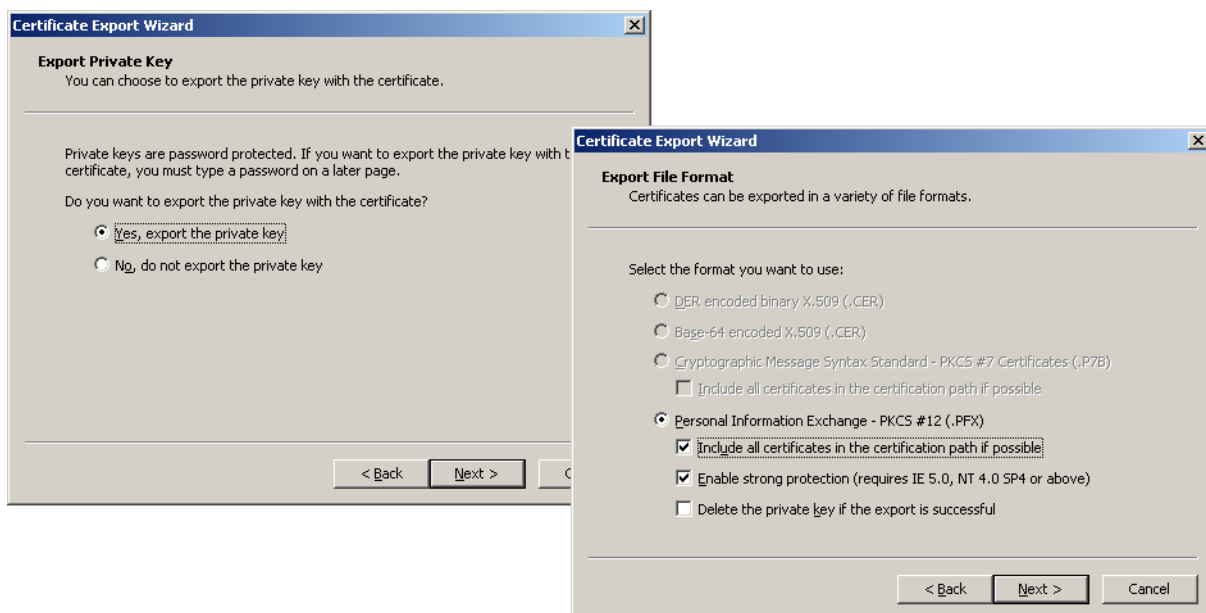 Certificate Export Wizard
Export Private Key
You can choose to export the private key with the certificate.
Private keys are password protected. If you want to export the private key with
certificate, you must type a password on a later page.
Do you want to export the private key with the certificate?
Yes, export the private key
No, do not export the private key
< Back
Next >
Certificate Export Wizard
Export File Format
Certificates can be exported in a variety of file formats.
Select the format you want to use:
DER encoded binary X.509 (.CER)
Base-64 encoded X.509 (.CER)
Cryptographic Message Syntax Standard - PKCS #7 Certificates (.P7B)
Include all certificates in the certification path if possible
Personal Information Exchange - PKCS #12 (.PFX)
Include all certificates in the certification path if possible
Enable strong protection (requires IE 5.0, NT 4.0 SP4 or above)
Delete the private key if the export is successful
< Back
Next >
Cancel